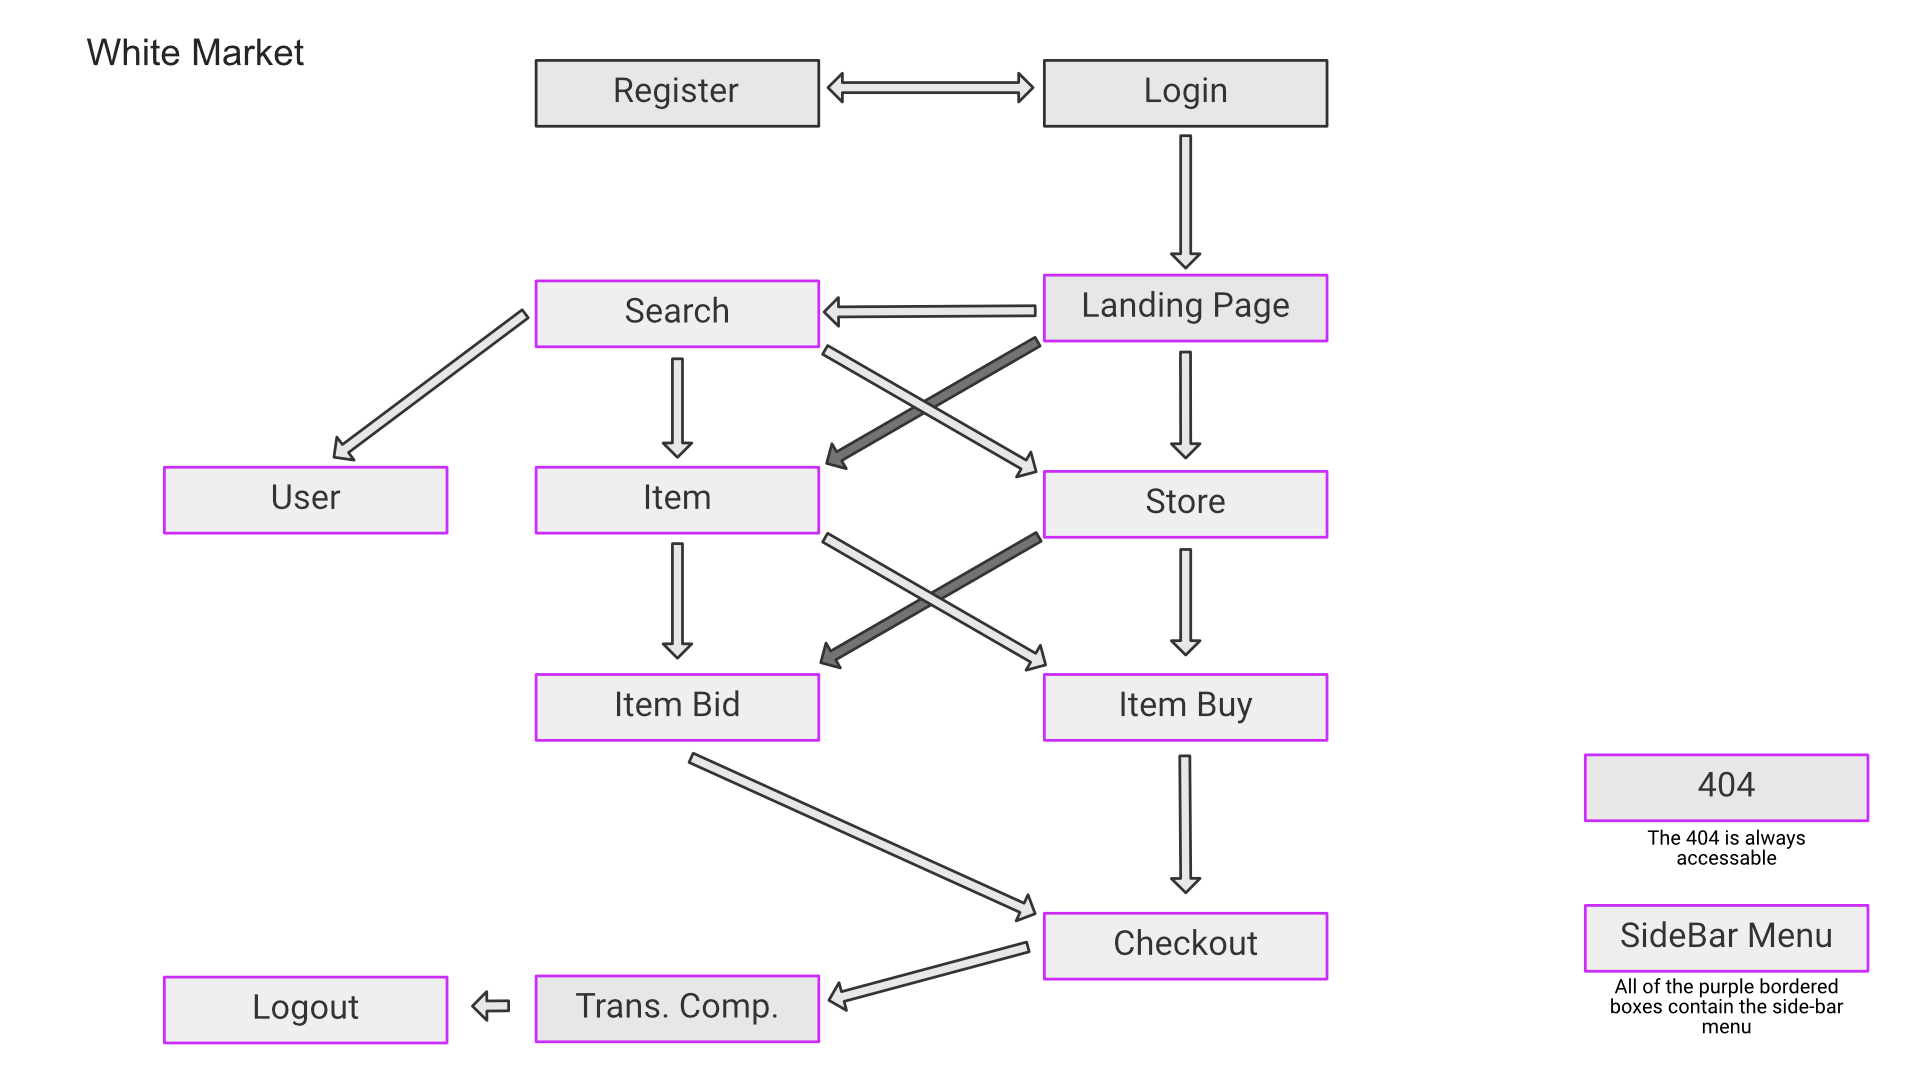 White Market
Register
Login
Search
Landing Page
User
Item
Store
Item Bid
Item Buy
404
The 404 is always
accessable
Checkout
SideBar Menu
All of the purple bordered
boxes contain the side-bar
menu
Logout
Trans. Comp.